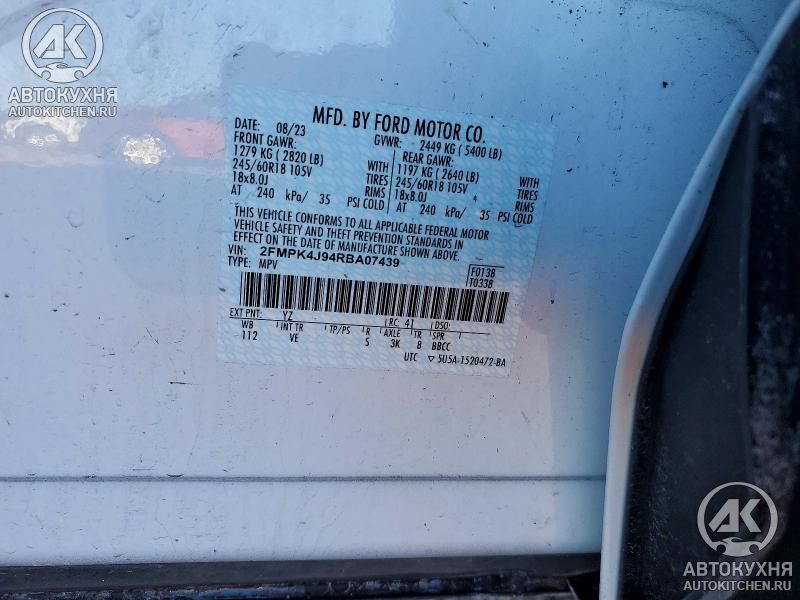 АК
АВТОКУХНЯ
AUTOKITCHEN.RU
MFD. BY FORD MOTOR CO.
DATE: 08/23 GVWR: 2449 KG ( 5400 LB)
FRONT GAWR: REAR GAWR:
1279 KG ( 2820 LB) WITH 1197 KG ( 2640 LB) WITH
245/60R18 105V TIRES 245/60R18 105V TIRES
18x8.0J RIMS 18x8.0J RIMS
AT 240 kPa/ 35 PSI COLD AT 240 kPa/ 35 PSI COLD
THIS VEHICLE CONFORMS TO ALL APPLICABLE FEDERAL MOTOR
VEHICLE SAFETY AND THEFT PREVENTION STANDARDS IN
EFFECT ON THE DATE OF MANUFACTURE SHOWN ABOVE.
VIN: 2FMPK4J94RBA07439
TYPE: MPV F0138
T0338
EXT PNT: YZ RC: 41 DSO:
WB INT TR TP/PS R AXLE TR SPR
112 VE S 3K 8 BBCC
UTC ▽ 5U5A-1520472-BA
АК
АВТОКУХНЯ
AUTOKITCHEN.RU